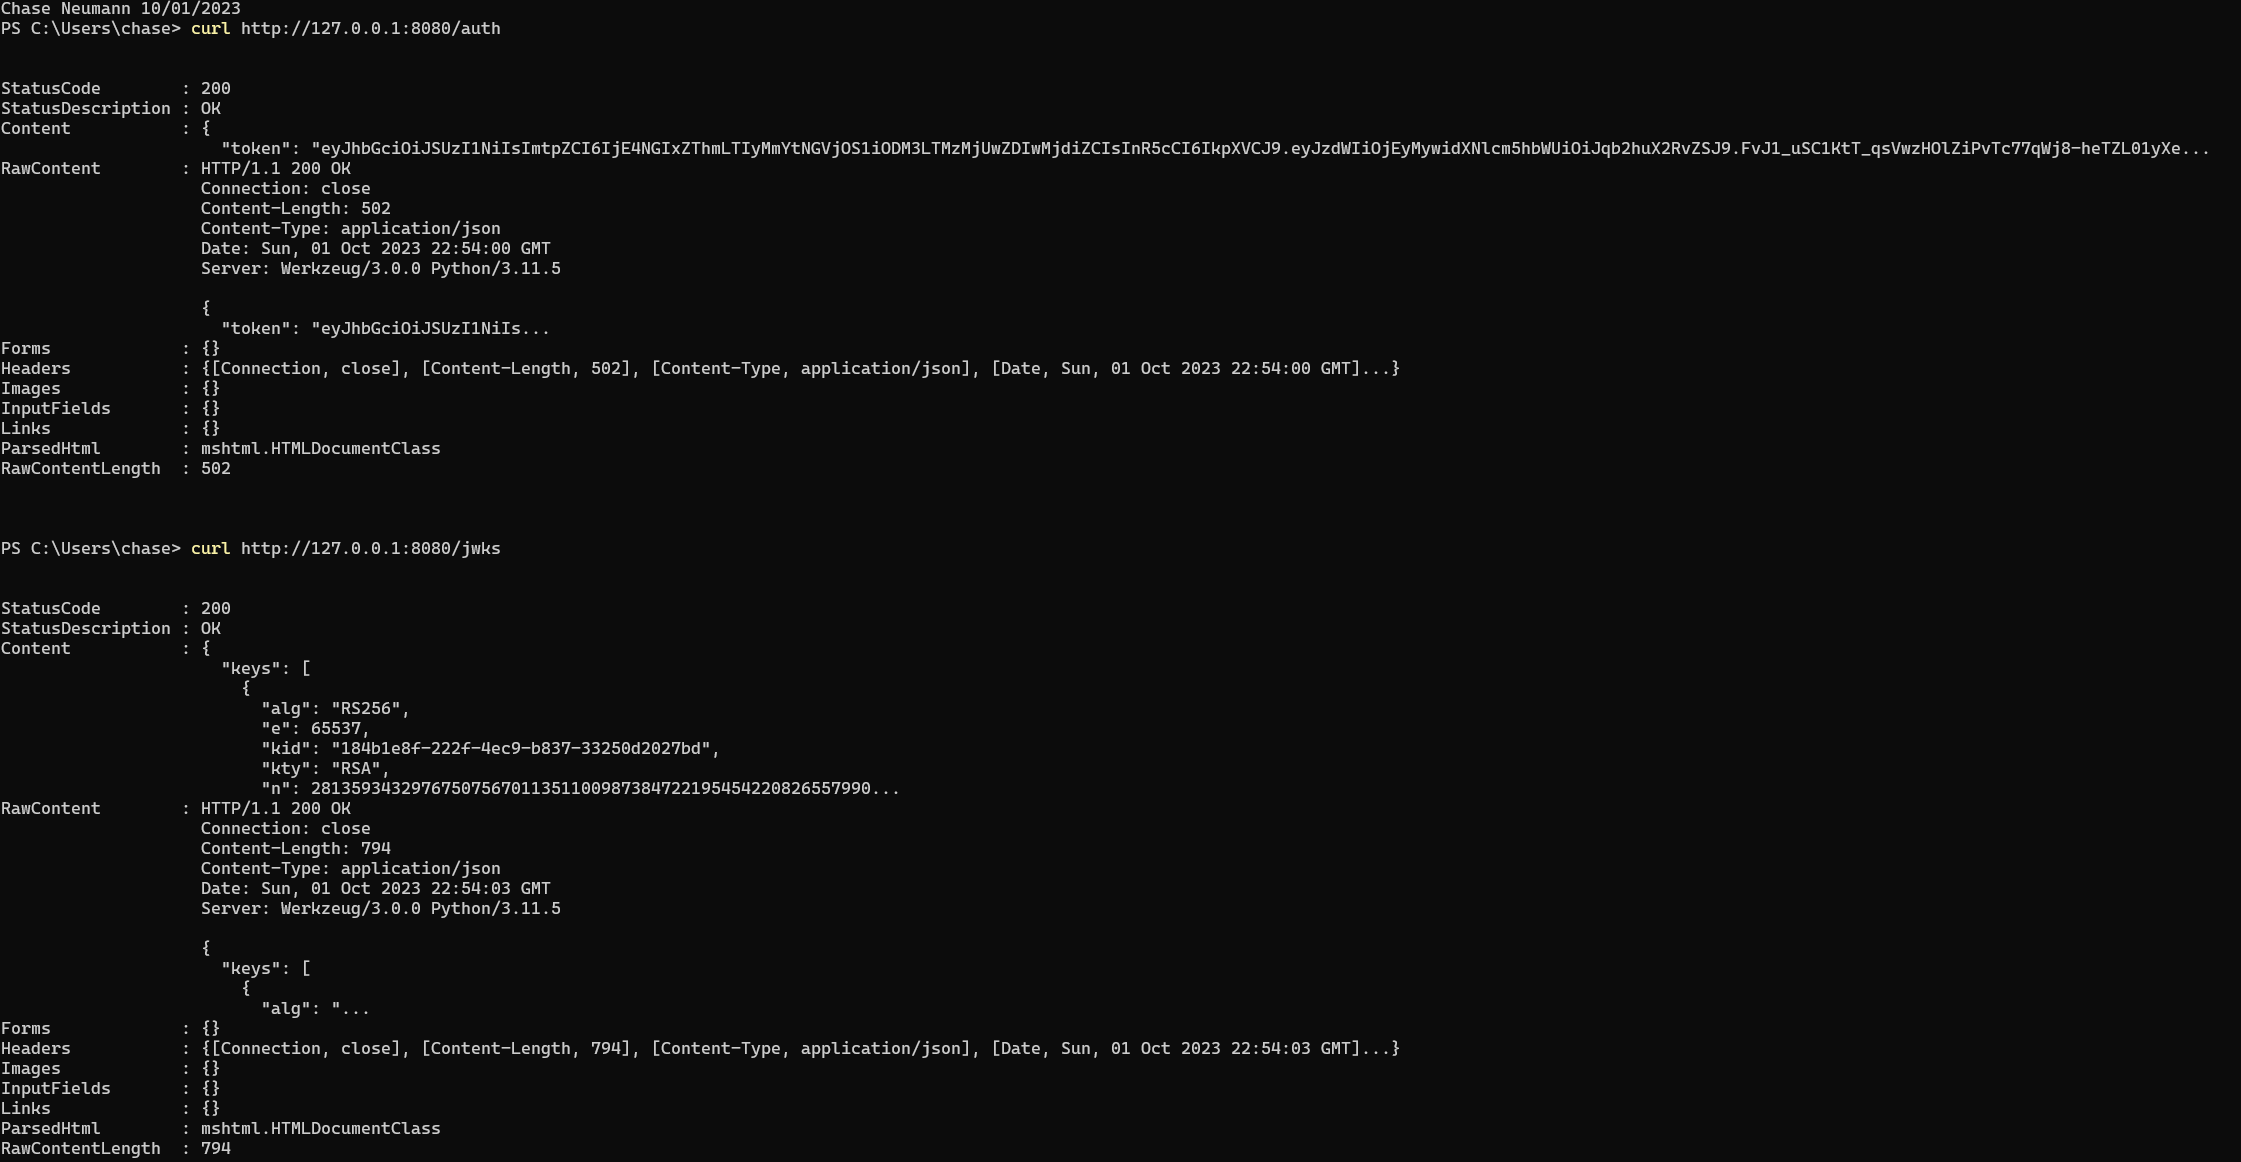 Chase Neumann 10/01/2023
PS C:\Users\chase> curl http://127.0.0.1:8080/auth
StatusCode        : 200
StatusDescription : OK
Content           : {
                      "token": "eyJhbGciOiJSUzI1NiIsImtpZCI6IjE4NGIxZThmLTIyMmYtNGVjOS1iODM3LTMzMjUwZDIwMjdiZCIsInR5cCI6IkpXVCJ9.eyJzdWIiOjEyMywidXNlcm5hbWUiOiJqb2huX2RvZSJ9.FvJ1_uSC1KtT_qsVwzHOlZiPvTc77qWj8-heTZL01yXe...
RawContent        : HTTP/1.1 200 OK
                    Connection: close
                    Content-Length: 502
                    Content-Type: application/json
                    Date: Sun, 01 Oct 2023 22:54:00 GMT
                    Server: Werkzeug/3.0.0 Python/3.11.5
                    {
                      "token": "eyJhbGciOiJSUzI1NiIs...
Forms             : {}
Headers           : {[Connection, close], [Content-Length, 502], [Content-Type, application/json], [Date, Sun, 01 Oct 2023 22:54:00 GMT]...}
Images            : {}
InputFields       : {}
Links             : {}
ParsedHtml        : mshtml.HTMLDocumentClass
RawContentLength  : 502
PS C:\Users\chase> curl http://127.0.0.1:8080/jwks
StatusCode        : 200
StatusDescription : OK
Content           : {
                      "keys": [
                        {
                          "alg": "RS256",
                          "e": 65537,
                          "kid": "184b1e8f-222f-4ec9-b837-33250d2027bd",
                          "kty": "RSA",
                          "n": 28135934329767507567011351100987384722195454220826557990...
RawContent        : HTTP/1.1 200 OK
                    Connection: close
                    Content-Length: 794
                    Content-Type: application/json
                    Date: Sun, 01 Oct 2023 22:54:03 GMT
                    Server: Werkzeug/3.0.0 Python/3.11.5
                    {
                      "keys": [
                        {
                          "alg": "...
Forms             : {}
Headers           : {[Connection, close], [Content-Length, 794], [Content-Type, application/json], [Date, Sun, 01 Oct 2023 22:54:03 GMT]...}
Images            : {}
InputFields       : {}
Links             : {}
ParsedHtml        : mshtml.HTMLDocumentClass
RawContentLength  : 794